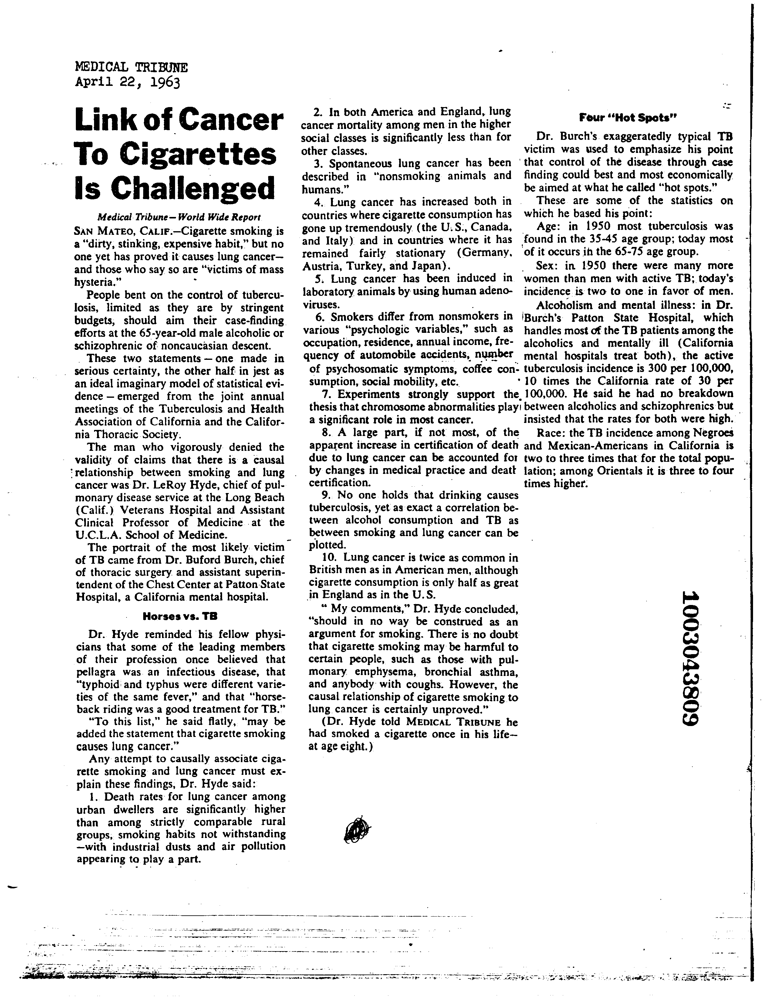 MEDICAL TRIBUNE
April 22, 1963
Link of Cancer
To Cigarettes
Is Challenged
Medical Tribune—World Wide Report
SAN MATEO, CALIF.—Cigarette smoking is
a "dirty, stinking, expensive habit," but no
one yet has proved it causes lung cancer—
and those who say so are "victims of mass
hysteria."
People bent on the control of tubercu-
losis, limited as they are by stringent
budgets, should aim their case-finding
efforts at the 65-year-old male alcoholic or
schizophrenic of noncaucasian descent.
These two statements — one made in
serious certainty, the other half in jest as
an ideal imaginary model of statistical evi-
dence — emerged from the joint annual
meetings of the Tuberculosis and Health
Association of California and the Califor-
nia Thoracic Society.
The man who vigorously denied the
validity of claims that there is a causal
relationship between smoking and lung
cancer was Dr. LeRoy Hyde, chief of pul-
monary disease service at the Long Beach
(Calif.) Veterans Hospital and Assistant
Clinical Professor of Medicine at the
U.C.L.A. School of Medicine.
The portrait of the most likely victim
of TB came from Dr. Buford Burch, chief
of thoracic surgery and assistant superin-
tendent of the Chest Center at Patton State
Hospital, a California mental hospital.
Horses vs. TB
Dr. Hyde reminded his fellow physi-
cians that some of the leading members
of their profession once believed that
pellagra was an infectious disease, that
"typhoid and typhus were different varie-
ties of the same fever," and that "horse-
back riding was a good treatment for TB."
"To this list," he said flatly, "may be
added the statement that cigarette smoking
causes lung cancer."
Any attempt to causally associate ciga-
rette smoking and lung cancer must ex-
plain these findings, Dr. Hyde said:
1. Death rates for lung cancer among
urban dwellers are significantly higher
than among strictly comparable rural
groups, smoking habits not withstanding
—with industrial dusts and air pollution
appearing to play a part.
2. In both America and England, lung
cancer mortality among men in the higher
social classes is significantly less than for
other classes.
3. Spontaneous lung cancer has been
described in "nonsmoking animals and
humans."
4. Lung cancer has increased both in
countries where cigarette consumption has
gone up tremendously (the U.S., Canada,
and Italy) and in countries where it has
remained fairly stationary (Germany,
Austria, Turkey, and Japan).
5. Lung cancer has been induced in
laboratory animals by using human adeno-
viruses.
6. Smokers differ from nonsmokers in
various "psychologic variables," such as
occupation, residence, annual income, fre-
quency of automobile accidents, number
of psychosomatic symptoms, coffee con-
sumption, social mobility, etc.
7. Experiments strongly support the
thesis that chromosome abnormalities play
a significant role in most cancer.
8. A large part, if not most, of the
apparent increase in certification of death
due to lung cancer can be accounted for
by changes in medical practice and death
certification.
9. No one holds that drinking causes
tuberculosis, yet as exact a correlation be-
tween alcohol consumption and TB as
between smoking and lung cancer can be
plotted.
10. Lung cancer is twice as common in
British men as in American men, although
cigarette consumption is only half as great
in England as in the U.S.
" My comments," Dr. Hyde concluded,
"should in no way be construed as an
argument for smoking. There is no doubt
that cigarette smoking may be harmful to
certain people, such as those with pul-
monary emphysema, bronchial asthma,
and anybody with coughs. However, the
causal relationship of cigarette smoking to
lung cancer is certainly unproved."
(Dr. Hyde told MEDICAL TRIBUNE he
had smoked a cigarette once in his life—
at age eight.)
Four "Hot Spots"
Dr. Burch's exaggeratedly typical TB
victim was used to emphasize his point
that control of the disease through case
finding could best and most economically
be aimed at what he called "hot spots."
These are some of the statistics on
which he based his point:
Age: in 1950 most tuberculosis was
found in the 35-45 age group; today most
of it occurs in the 65-75 age group.
Sex: in 1950 there were many more
women than men with active TB; today's
incidence is two to one in favor of men.
Alcoholism and mental illness: in Dr.
Burch's Patton State Hospital, which
handles most of the TB patients among the
alcoholics and mentally ill (California
mental hospitals treat both), the active
tuberculosis incidence is 300 per 100,000,
10 times the California rate of 30 per
100,000. He said he had no breakdown
between alcoholics and schizophrenics but
insisted that the rates for both were high.
Race: the TB incidence among Negroes
and Mexican-Americans in California is
two to three times that for the total popu-
lation; among Orientals it is three to four
times higher.
1003043809